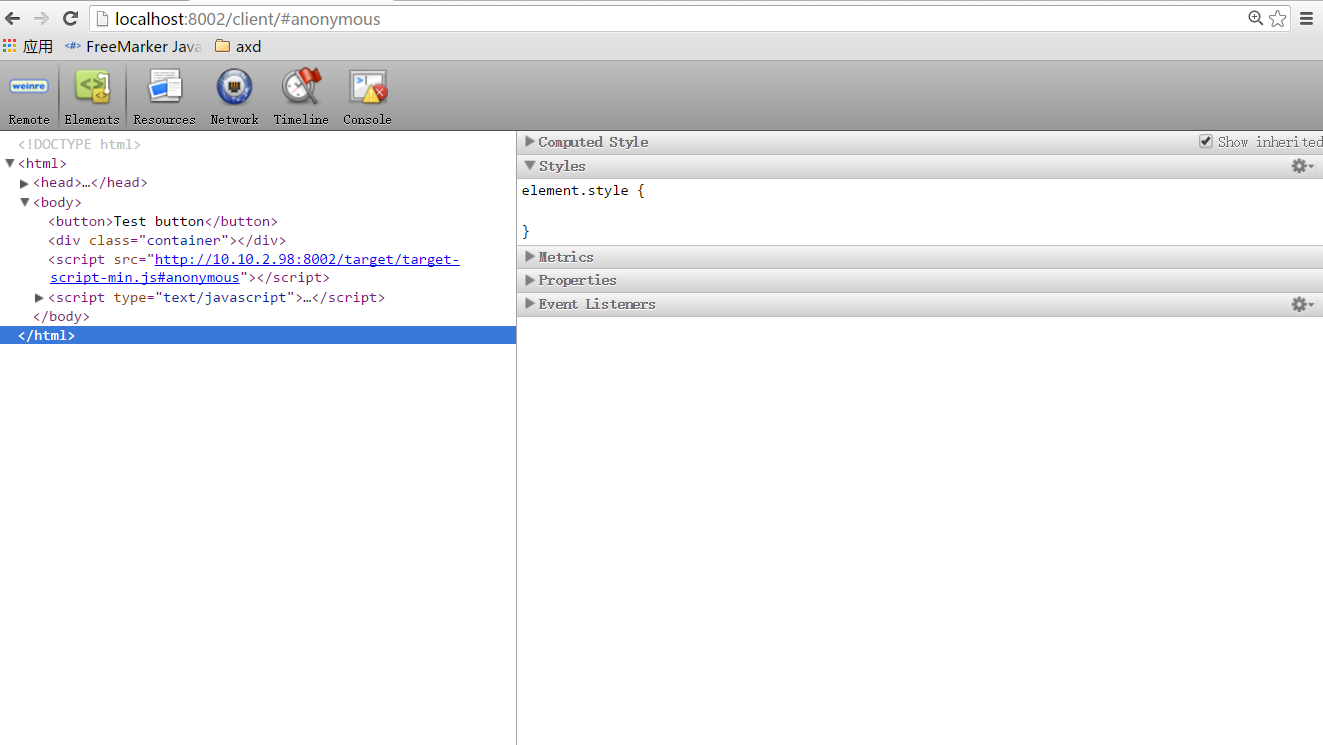 localhost:8002/client/#anonymous
应用 <#> FreeMarker Java axd
weinre
Remote Elements Resources Network Timeline Console
<!DOCTYPE html>
<html>
<head>…</head>
<body>
<button>Test button</button>
<div class="container"></div>
<script src="http://10.10.2.98:8002/target/target-
script-min.js#anonymous"></script>
<script type="text/javascript">…</script>
</body>
</html>
Computed Style Show inherited
Styles
element.style {
}
Metrics
Properties
Event Listeners